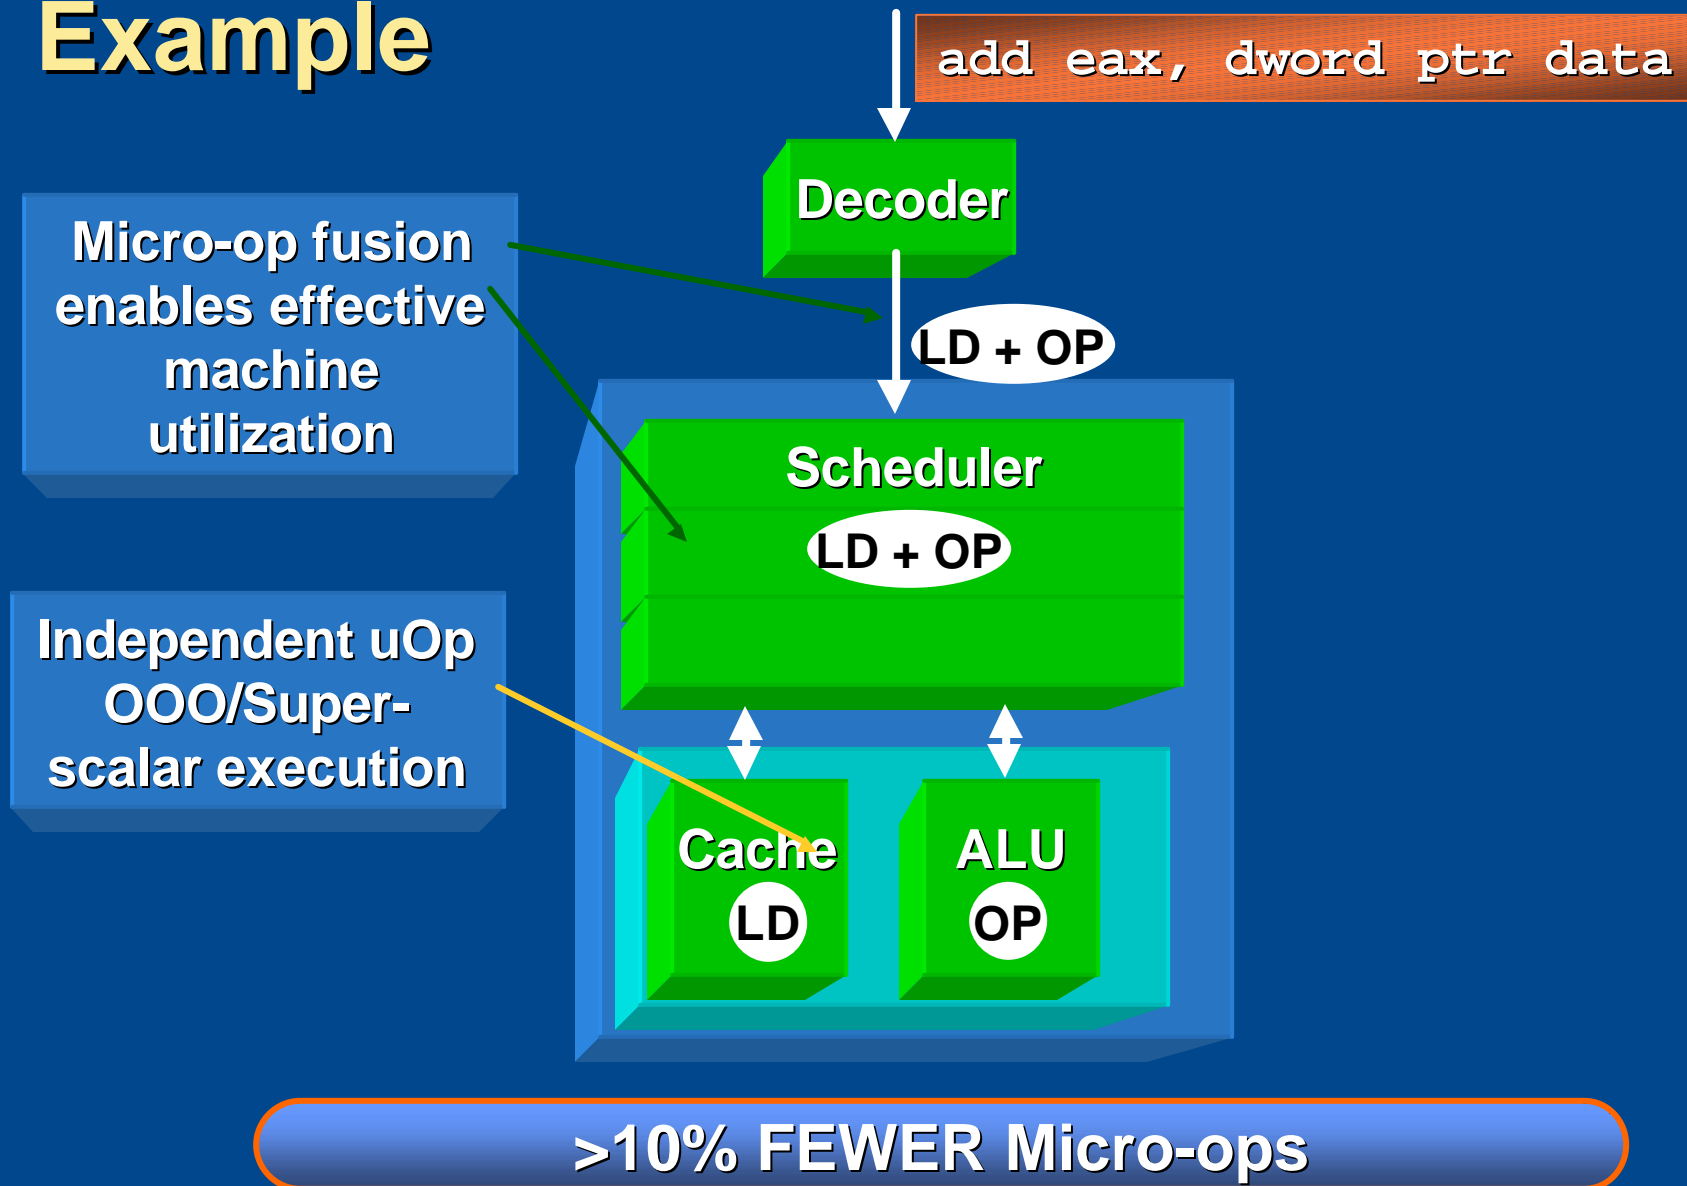 Example
add eax, dword ptr data
Decoder
Micro-op fusion
enables effective
machine
utilization
LD + OP
Scheduler
LD + OP
Independent uOp
OOO/Super-
scalar execution
Cache
ALU
LD
OP
>10% FEWER Micro-ops